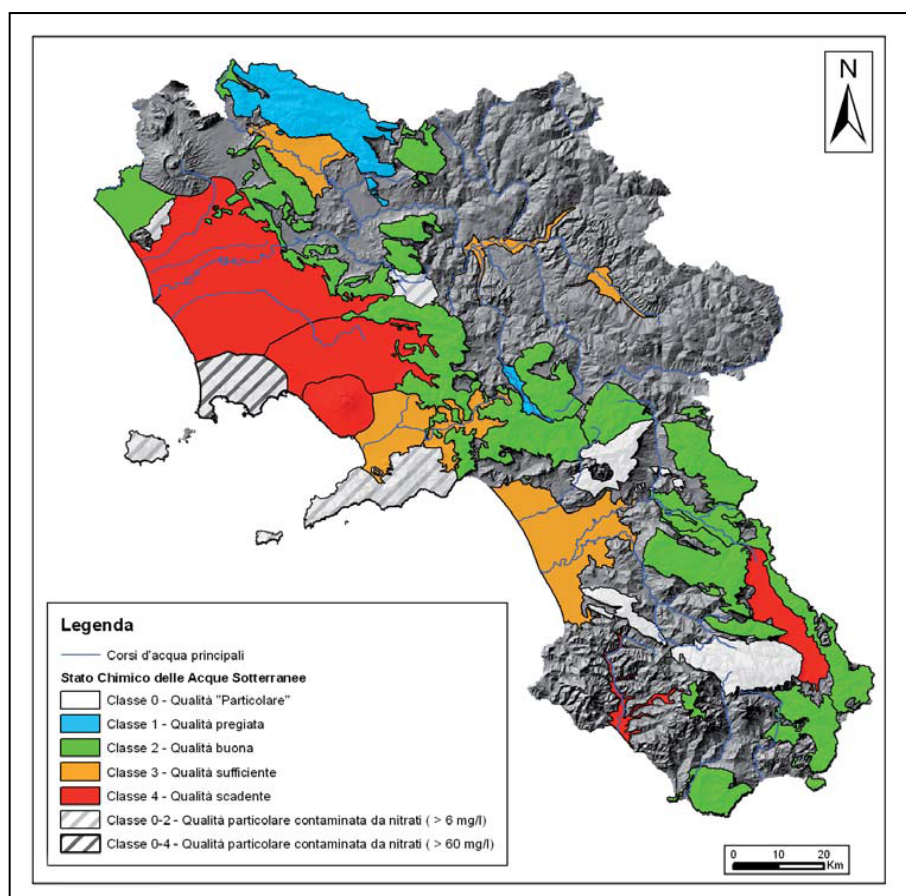 N
Legenda
Corsi d'acqua principali
Stato Chimico delle Acque Sotterranee
Classe 0 - Qualità "Particolare"
Classe 1 - Qualità pregiata
Classe 2 - Qualità buona
Classe 3 - Qualità sufficiente
Classe 4 - Qualità scadente
Classe 0-2 - Qualità particolare contaminata da nitrati ( > 6 mg/l)
Classe 0-4 - Qualità particolare contaminata da nitrati ( > 60 mg/l)
0 10 20
Km